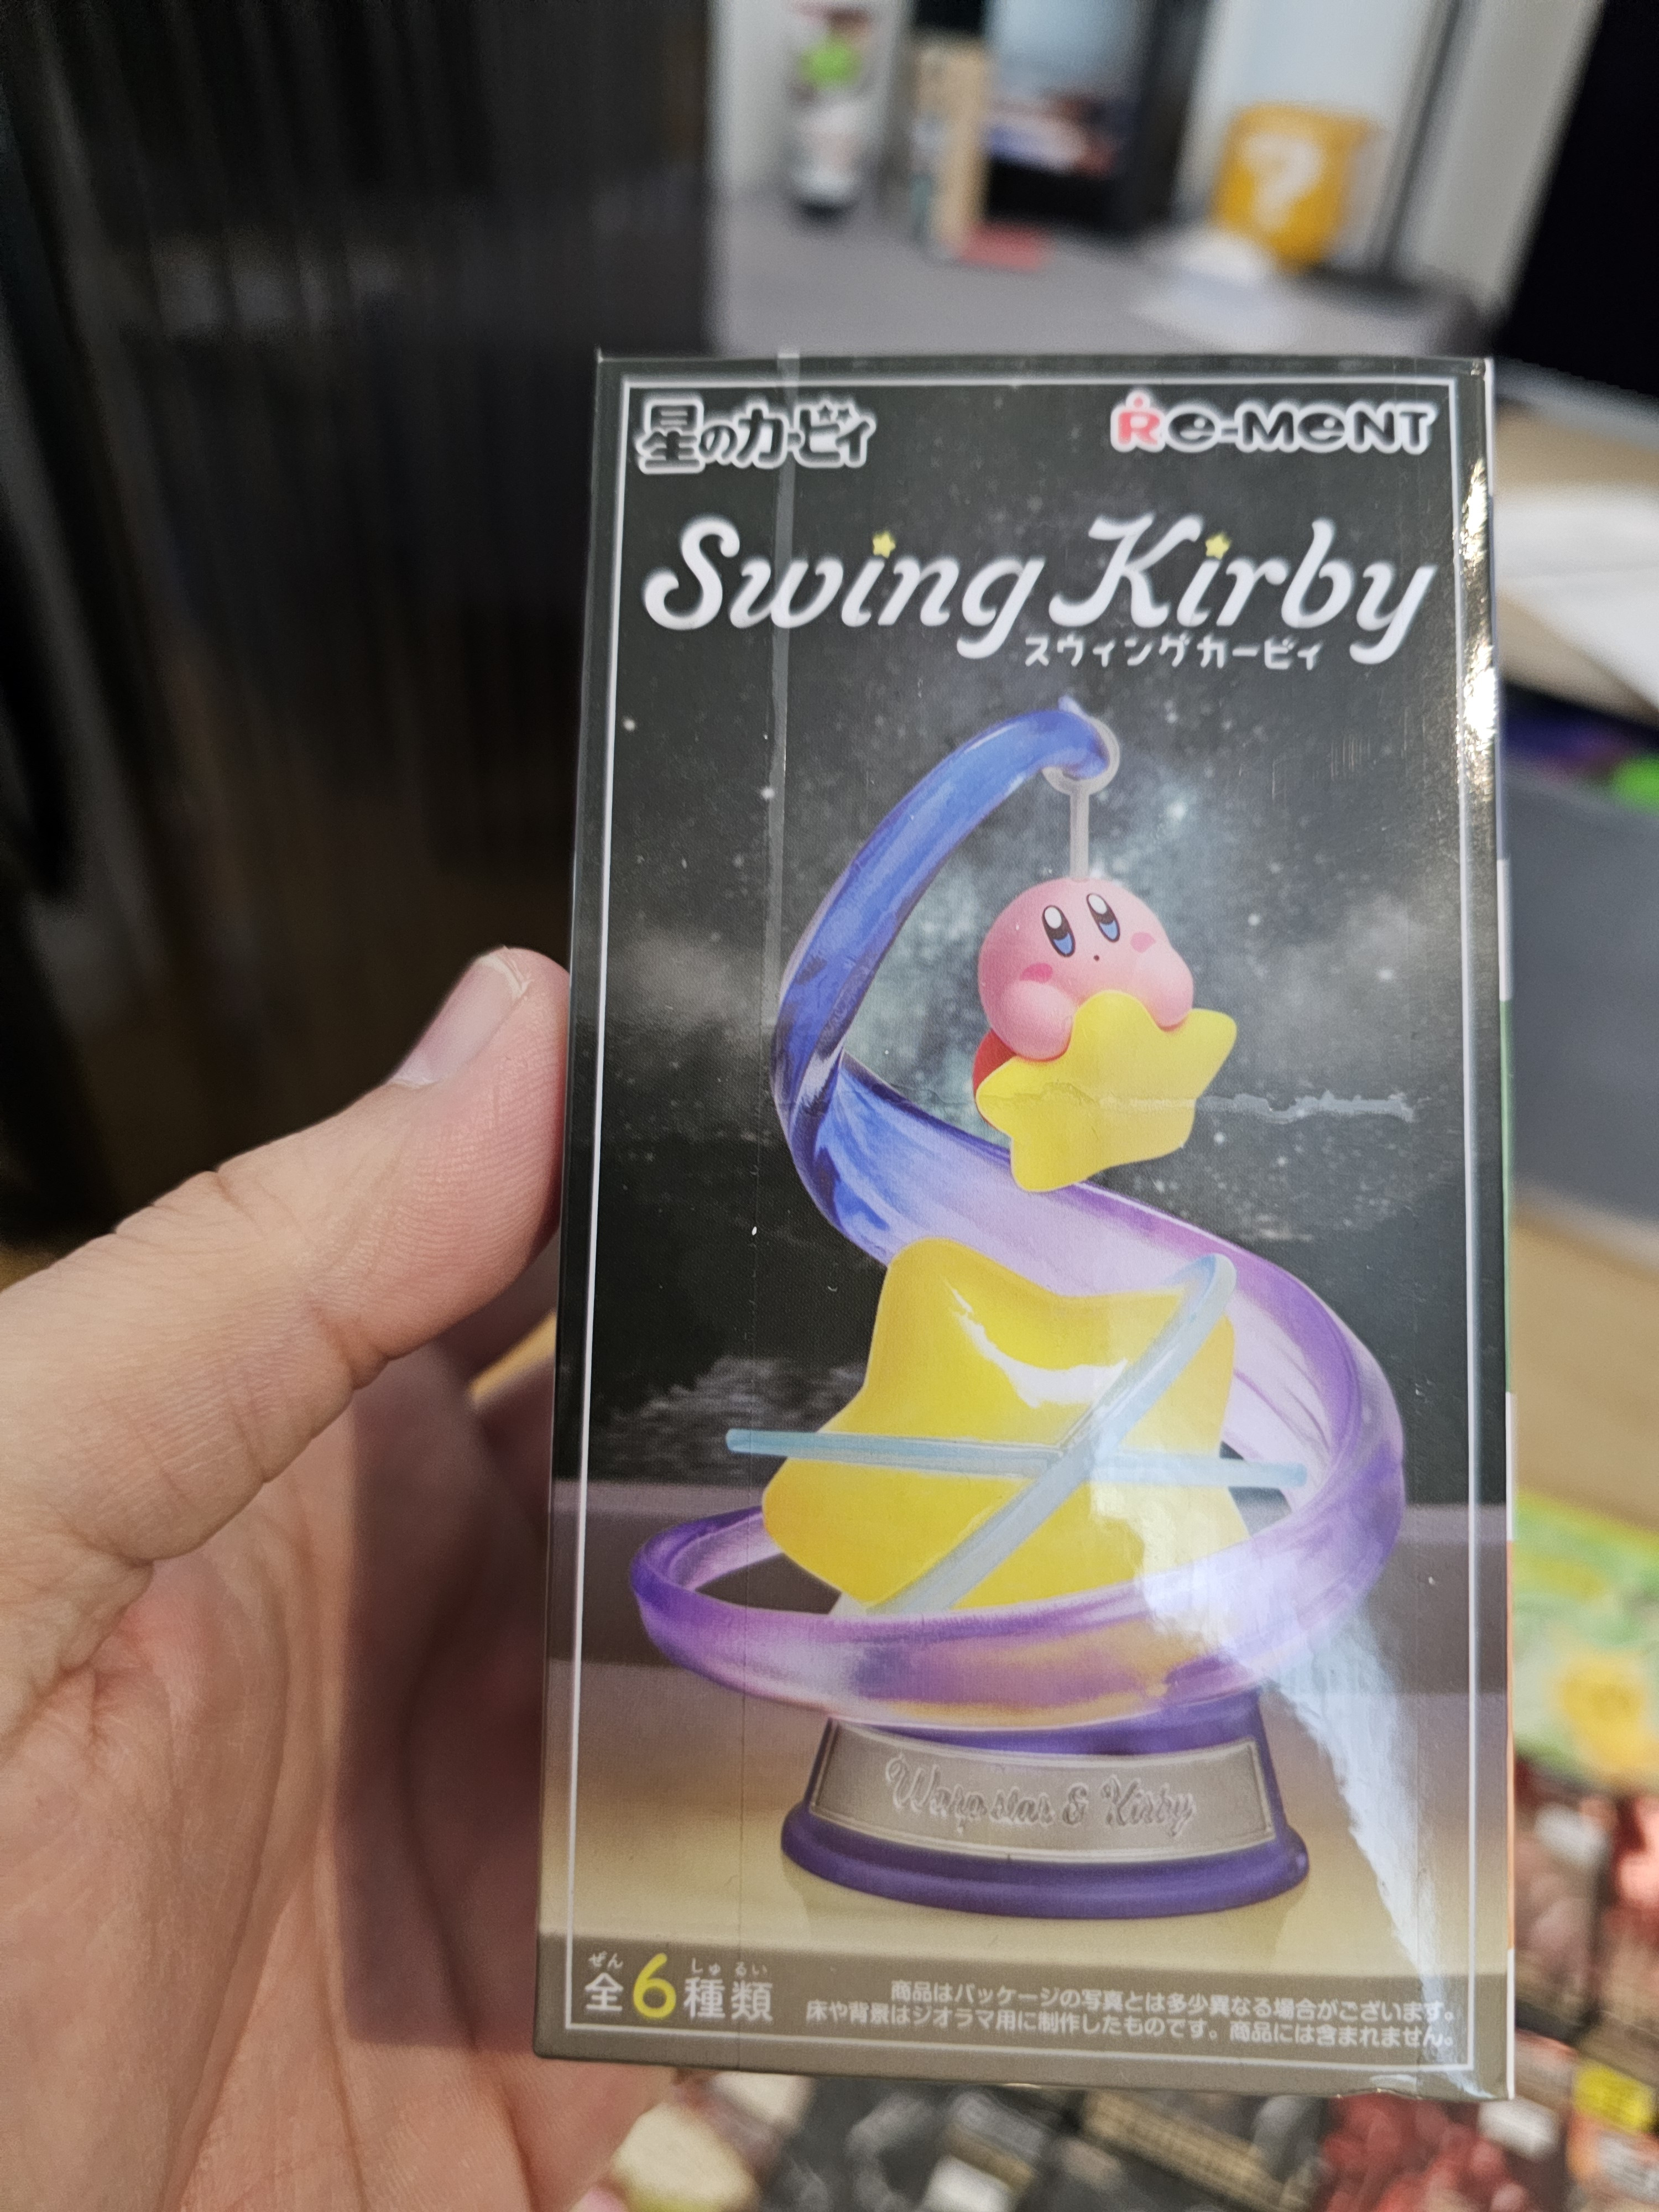 星のカービィ
Re-MeNT
Swing Kirby
スウィングカービィ
?
Warpstar & Kirby
ぜん しゅ るい
全6種類
商品はパッケージの写真とは多少異なる場合がございます。
床や背景はジオラマ用に制作したものです。商品には含まれません。